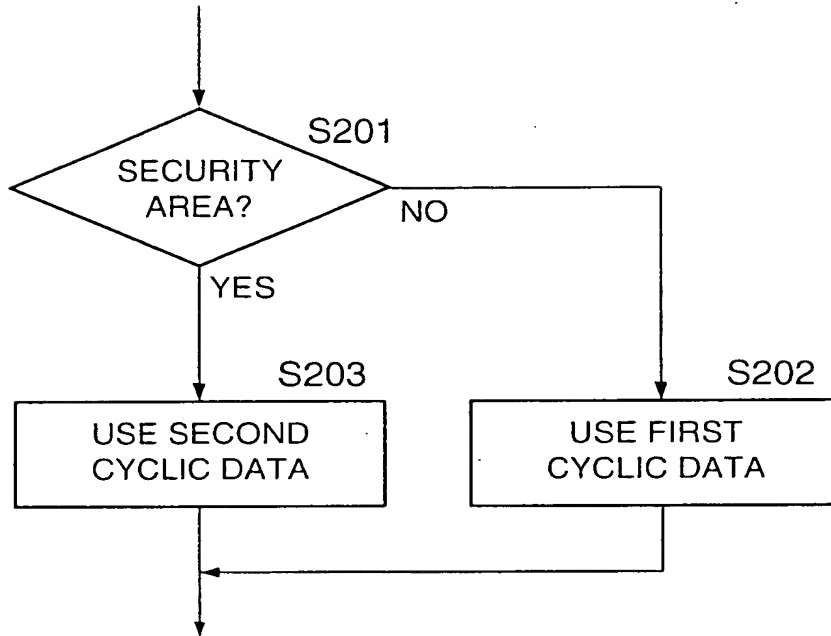 S201
SECURITY
AREA?
NO
YES
S203
USE SECOND
CYCLIC DATA
S202
USE FIRST
CYCLIC DATA